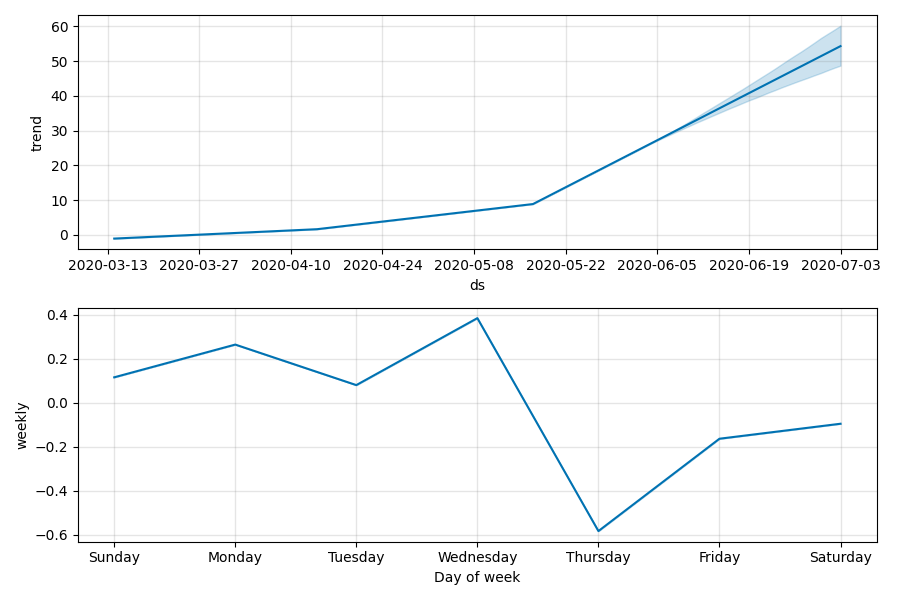 60
50
40
30
20
10
0
trend
2020-03-13 2020-03-27 2020-04-10 2020-04-24 2020-05-08 2020-05-22 2020-06-05 2020-06-19 2020-07-03
ds
0.4
0.2
0.0
−0.2
−0.4
−0.6
weekly
Sunday Monday Tuesday Wednesday Thursday Friday Saturday
Day of week